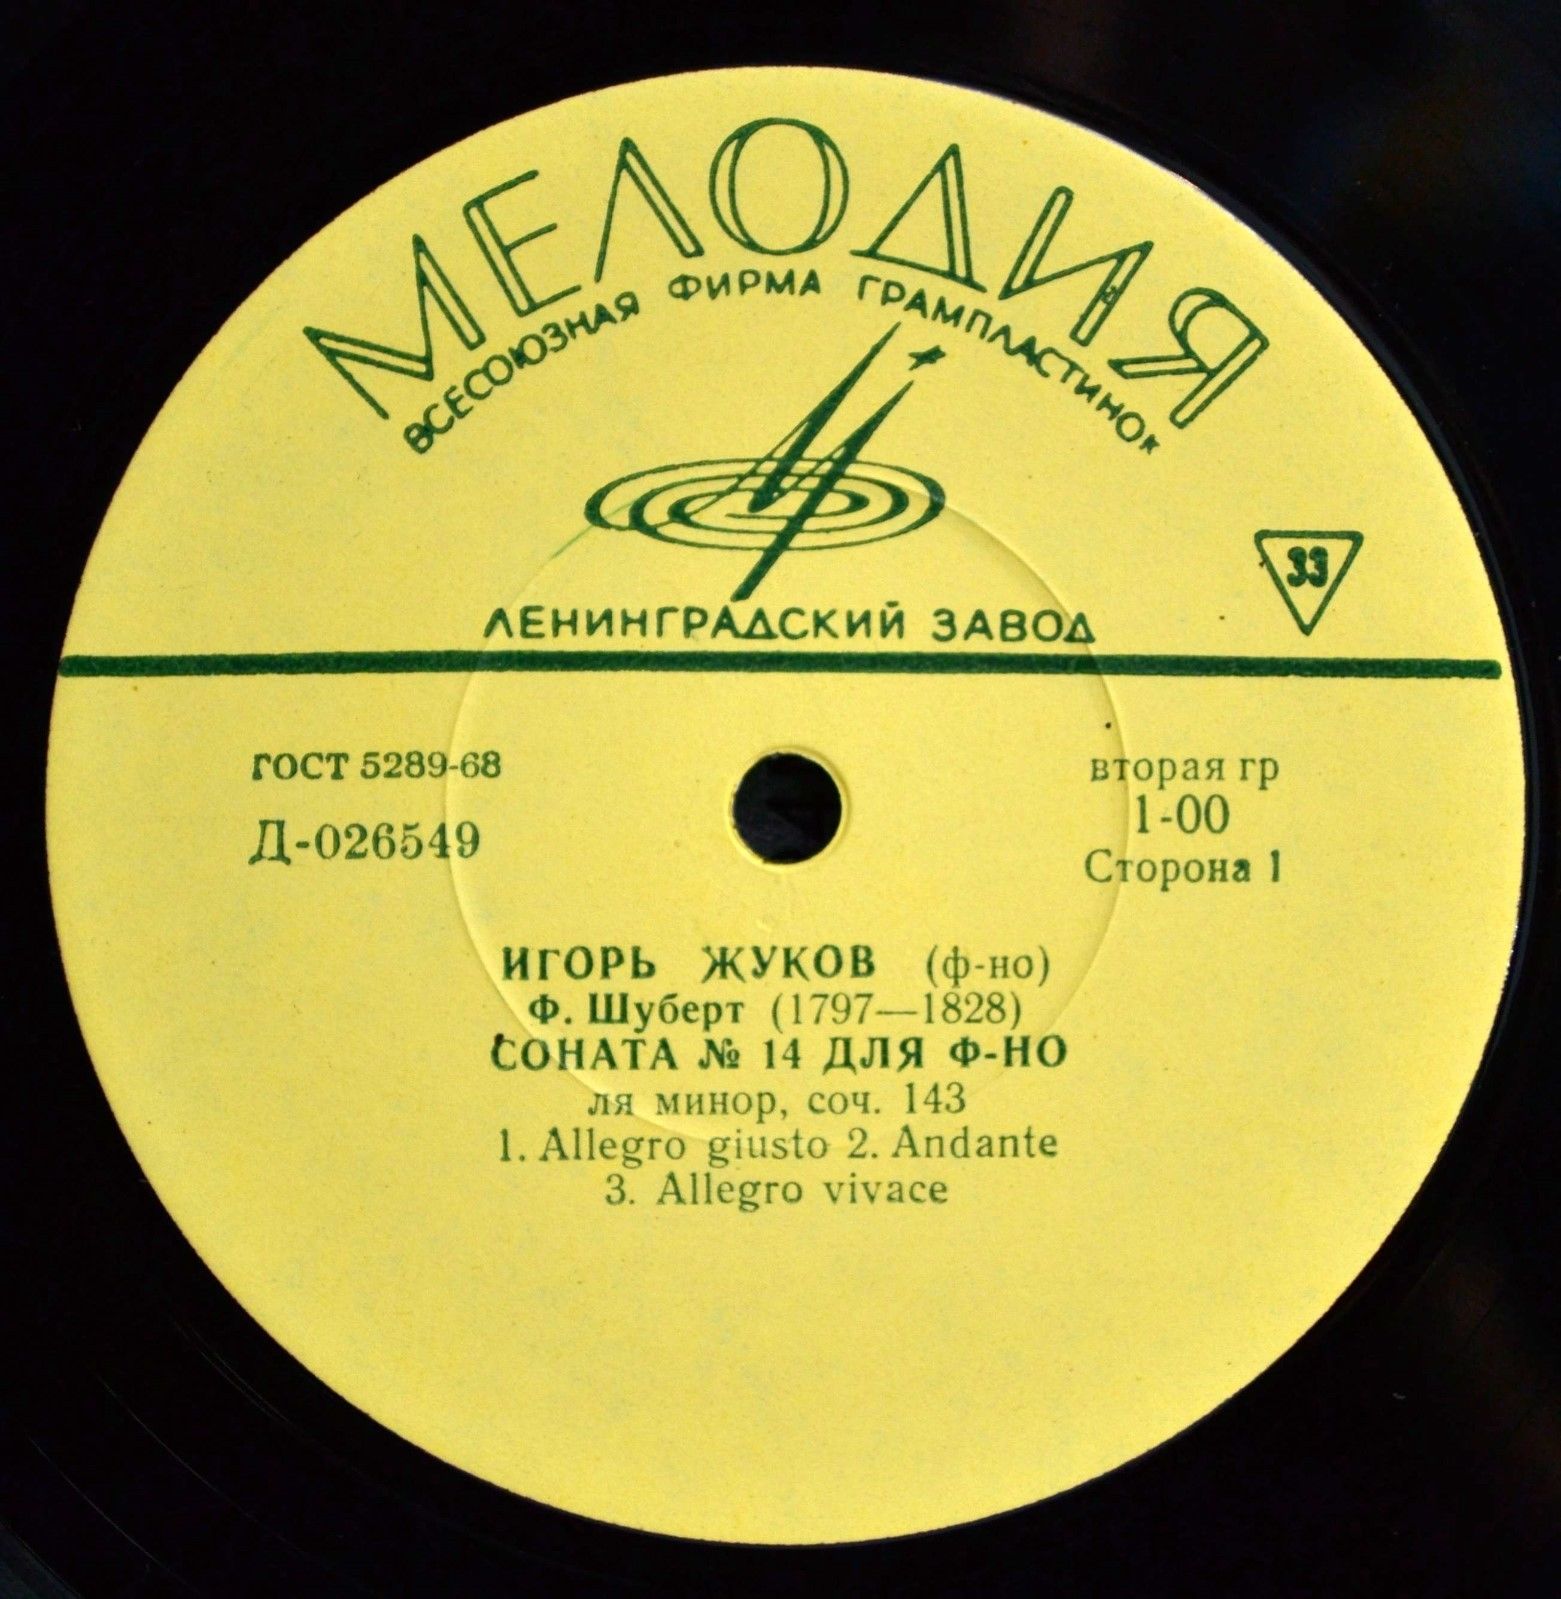 МЕЛОДИЯ
ВСЕСОЮЗНАЯ ФИРМА ГРАМПЛАСТИНОК
33
ЛЕНИНГРАДСКИЙ ЗАВОД
ГОСТ 5289-68
вторая гр
Д-026549
1-00
Сторона 1
ИГОРЬ ЖУКОВ (ф-но)
Ф. Шуберт (1797—1828)
СОНАТА № 14 ДЛЯ Ф-НО
ля минор, соч. 143
1. Allegro giusto 2. Andante
3. Allegro vivace